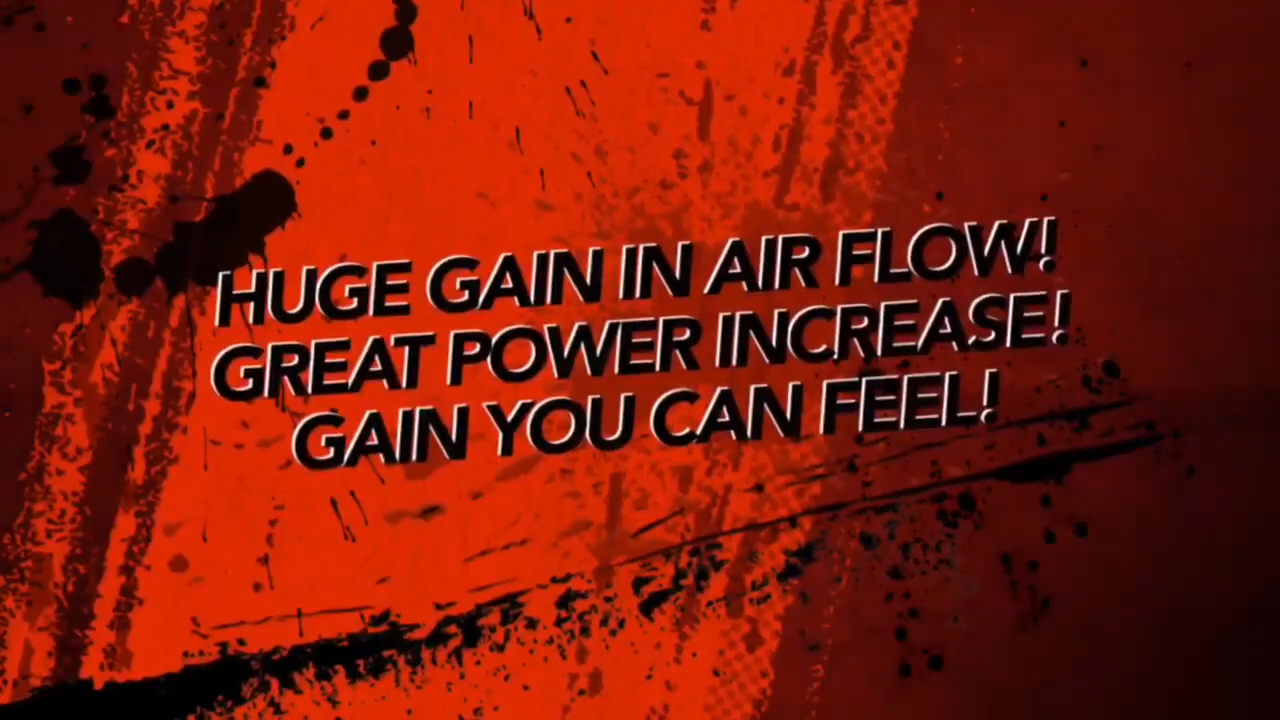 HUGE GAIN IN AIR FLOW!
GREAT POWER INCREASE!
GAIN YOU CAN FEEL!